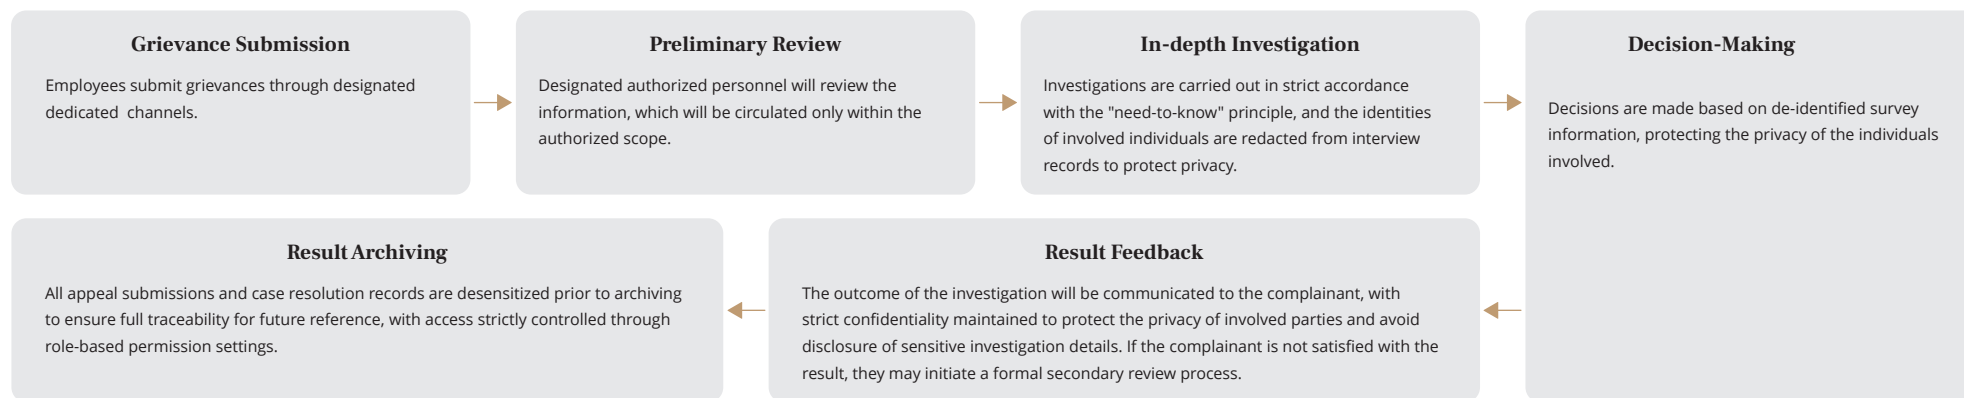 Grievance Submission
Employees submit grievances through designated
dedicated  channels.
Preliminary Review
Designated authorized personnel will review the
information, which will be circulated only within the
authorized scope.
In-depth Investigation
Investigations are carried out in strict accordance
with the "need-to-know" principle, and the identities
of involved individuals are redacted from interview
records to protect privacy.
Decision-Making
Decisions are made based on de-identified survey
information, protecting the privacy of the individuals
involved.
Result Feedback
The outcome of the investigation will be communicated to the complainant, with
strict confidentiality maintained to protect the privacy of involved parties and avoid
disclosure of sensitive investigation details. If the complainant is not satisfied with the
result, they may initiate a formal secondary review process.
Result Archiving
All appeal submissions and case resolution records are desensitized prior to archiving
to ensure full traceability for future reference, with access strictly controlled through
role-based permission settings.